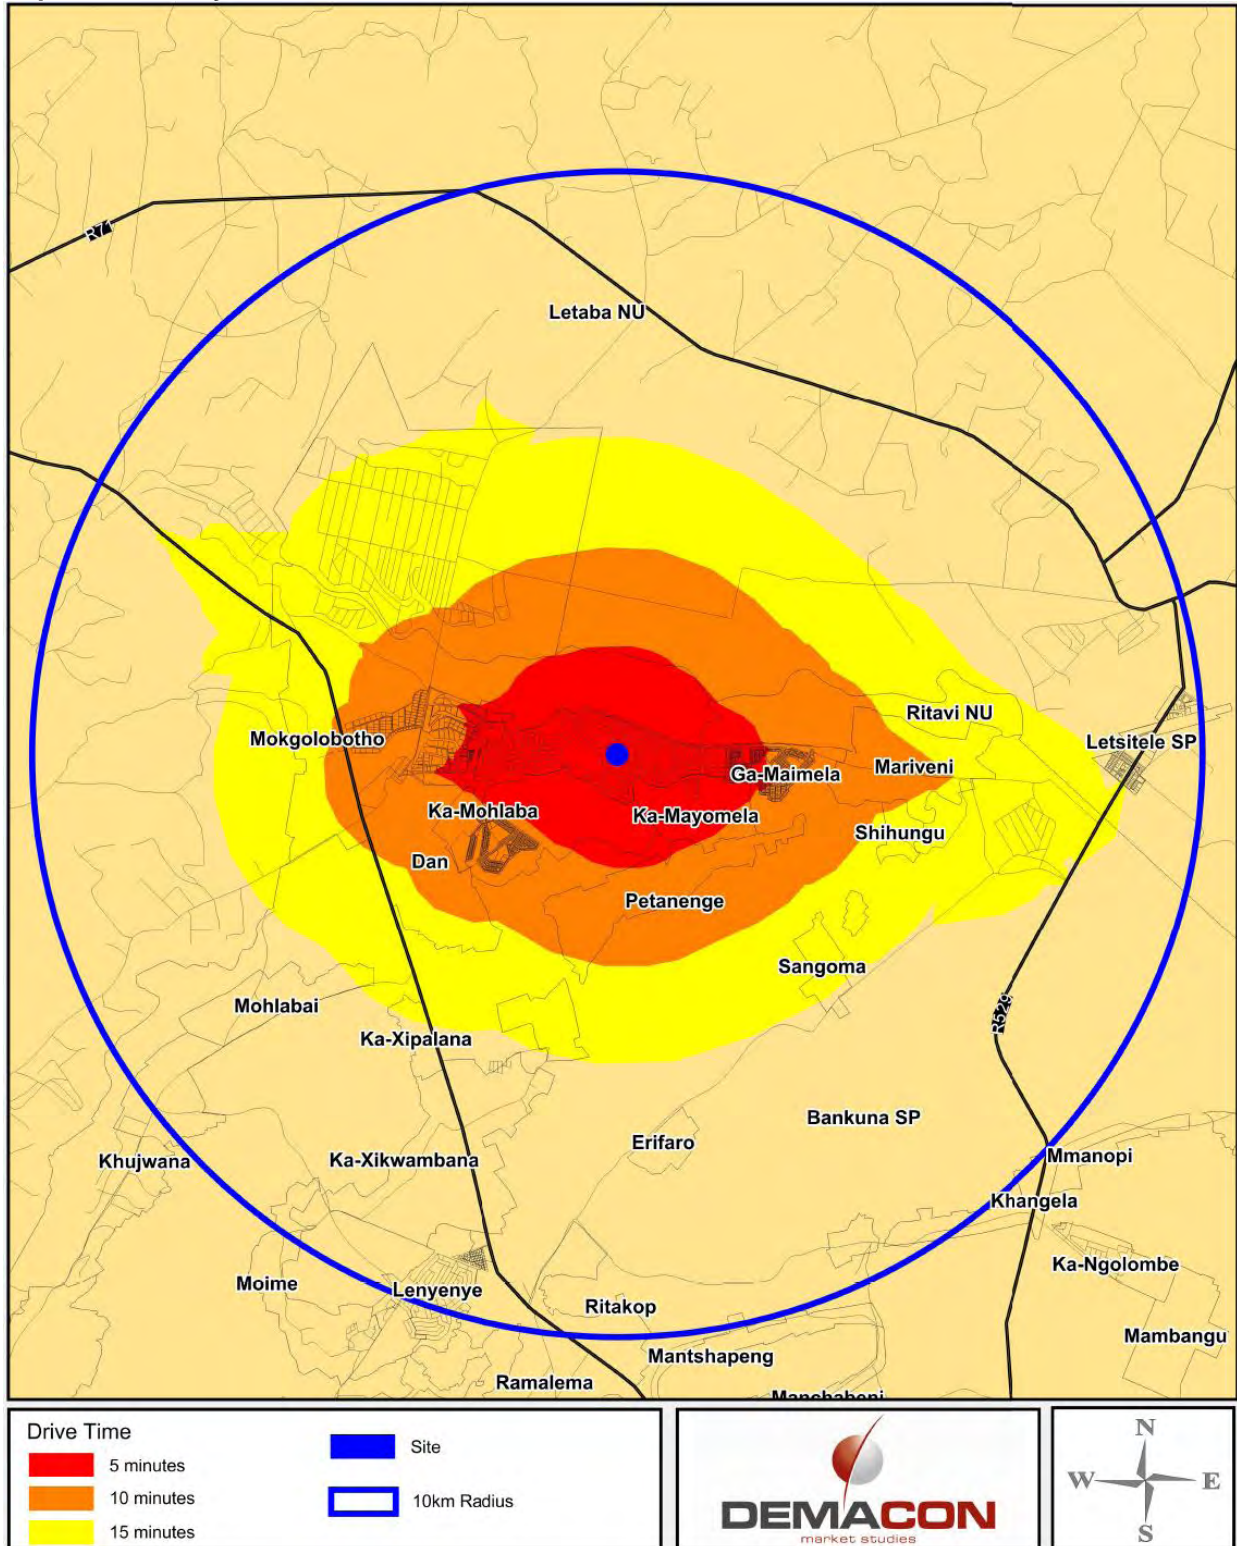 R71
Letaba NU
Ritavi NU
Mokgolobotho
Letsitele SP
Mariveni
Ga-Maimela
Ka-Mohlaba
Ka-Mayomela
Shihungu
Dan
Petanenge
Sangoma
Mohlabai
R529
Ka-Xipalana
Bankuna SP
Erifaro
Mmanopi
Khujwana
Ka-Xikwambana
Khangela
Ka-Ngolombe
Moime
Lenyenye
Ritakop
Mambangu
Mantshapeng
Ramalema
Manchabeni
Drive Time
5 minutes
10 minutes
15 minutes
Site
10km Radius
DEMACON
market studies
N
W
E
S